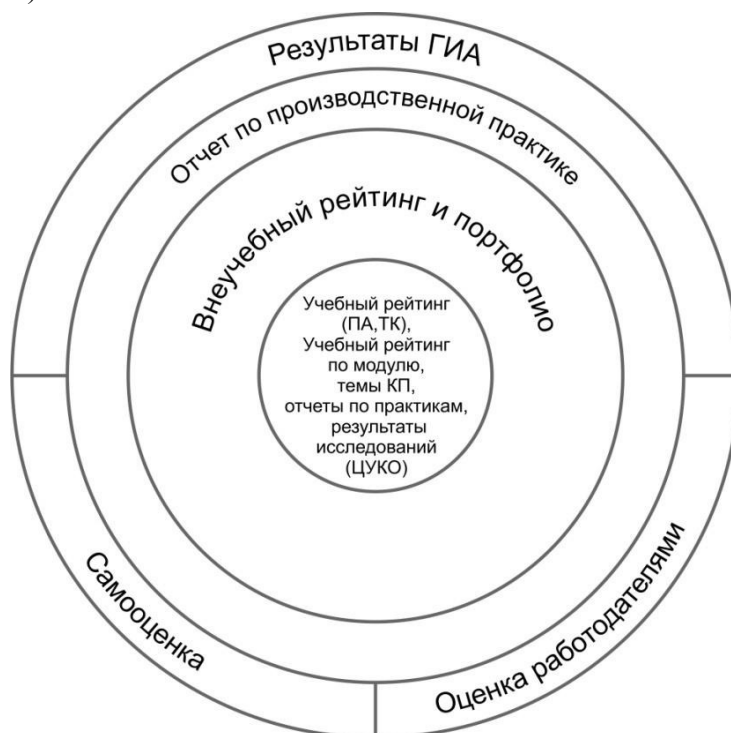 Результаты ГИА
Отчет по производственной практике
Внеучебный рейтинг и портфолио
Учебный рейтинг
(ПА,ТК),
Учебный рейтинг
по модулю,
темы КП,
отчеты по практикам,
результаты
исследований
(ЦУКО)
Самооценка
Оценка работодателями